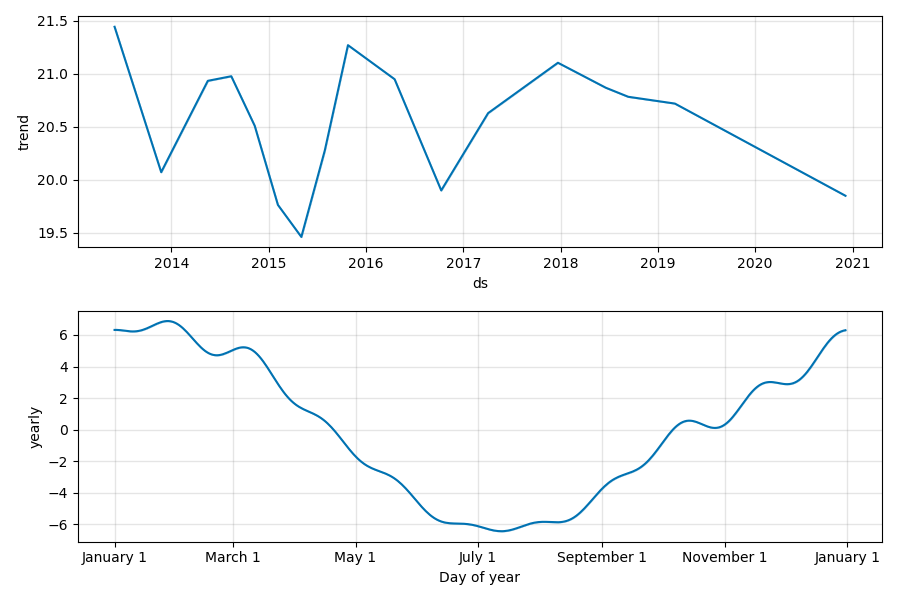 21.5
21.0
20.5
20.0
19.5
trend
2014 2015 2016 2017 2018 2019 2020 2021
ds
6
4
2
0
−2
−4
−6
yearly
January 1 March 1 May 1 July 1 September 1 November 1 January 1
Day of year